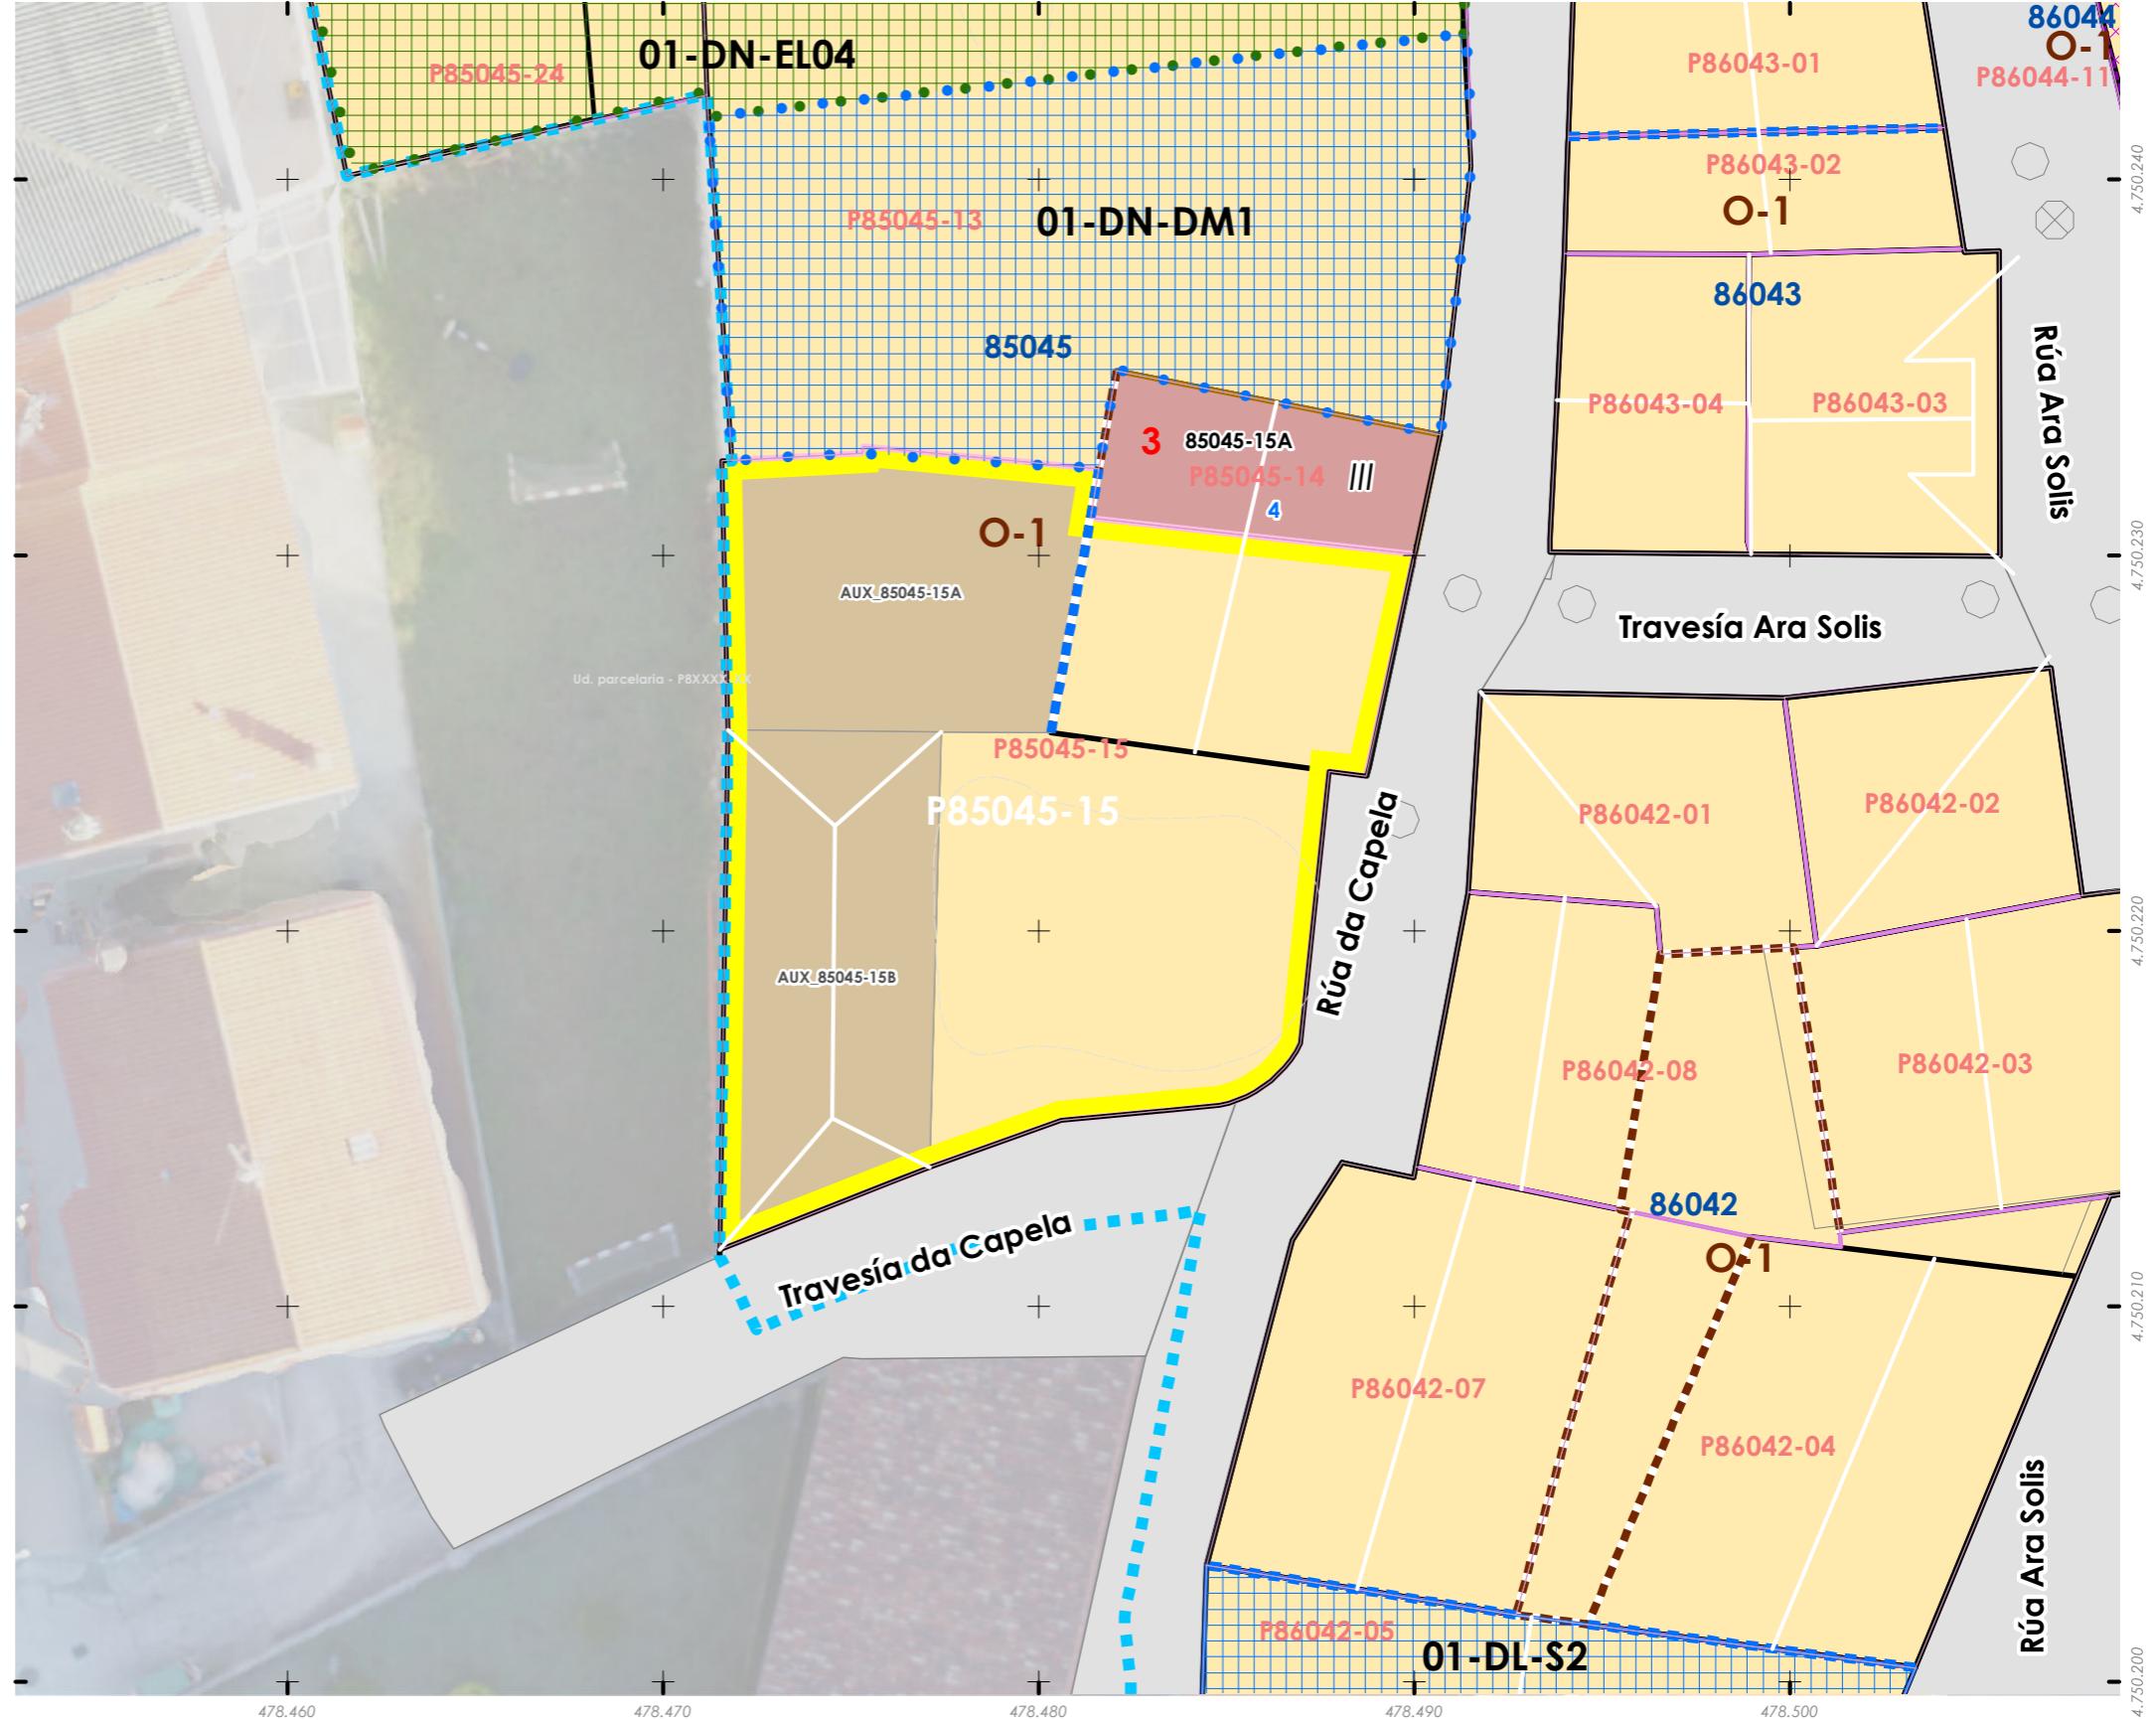 86044
O-1
P86044-11
01-DN-EL04
P85045-24
P86043-01
P86043-02
O-1
P85045-13
01-DN-DM1
86043
85045
P86043-04
P86043-03
Rúa Ara Solis
3
85045-15A
P85045-14
III
4
O-1
AUX_85045-15A
Travesía Ara Solis
Ud. parcelaria - P8XXXX-XX
P85045-15
P85045-15
P86042-01
P86042-02
Rúa da Capela
AUX_85045-15B
P86042-08
P86042-03
86042
O-1
Travesía da Capela
P86042-07
P86042-04
Rúa Ara Solis
P86042-05
01-DL-S2
4.750.240
4.750.230
4.750.220
4.750.210
4.750.200
478.460
478.470
478.480
478.490
478.500